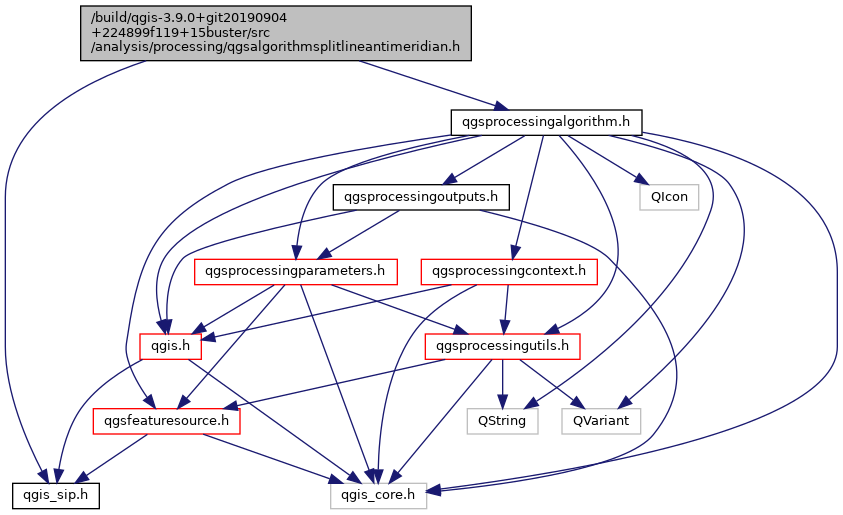 /build/qgis-3.9.0+git20190904
+224899f119+15buster/src
/analysis/processing/qgsalgorithmsplitlineantimeridian.h
qgsprocessingalgorithm.h
qgsprocessingoutputs.h
QIcon
qgsprocessingparameters.h
qgsprocessingcontext.h
qgis.h
qgsprocessingutils.h
qgsfeaturesource.h
QString
QVariant
qgis_sip.h
qgis_core.h